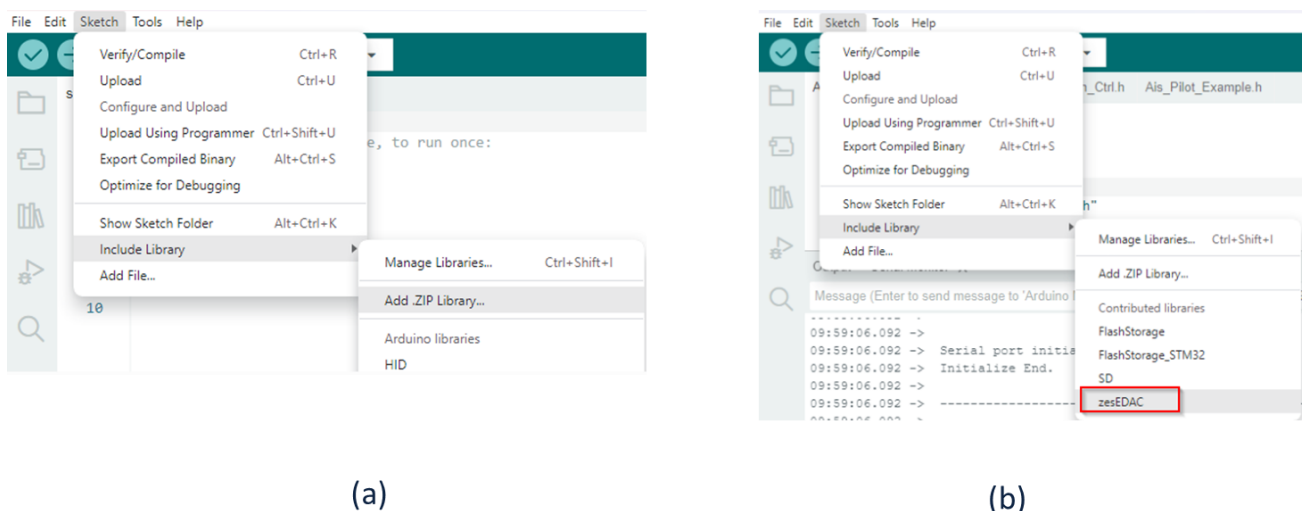 File Edit Sketch Tools Help
Verify/Compile Ctrl+R
Upload Ctrl+U
Configure and Upload
Upload Using Programmer Ctrl+Shift+U
e, to run once:
Export Compiled Binary Alt+Ctrl+S
Optimize for Debugging
Show Sketch Folder Alt+Ctrl+K
Include Library
Add File...
10
Manage Libraries... Ctrl+Shift+I
Add .ZIP Library...
Arduino libraries
HID
(a)
File Edit Sketch Tools Help
Verify/Compile Ctrl+R
Upload Ctrl+U
_Ctrl.h Ais_Pilot_Example.h
Configure and Upload
Upload Using Programmer Ctrl+Shift+U
Export Compiled Binary Alt+Ctrl+S
Optimize for Debugging
Show Sketch Folder Alt+Ctrl+K
h"
Include Library
Add File...
Manage Libraries... Ctrl+Shift+I
Add .ZIP Library...
Contributed libraries
FlashStorage
FlashStorage_STM32
SD
zesEDAC
Message (Enter to send message to 'Arduino
09:59:06.092 ->
09:59:06.092 -> Serial port initia
09:59:06.092 -> Initialize End.
09:59:06.092 ->
09:59:06.092 -> -------------------
(b)